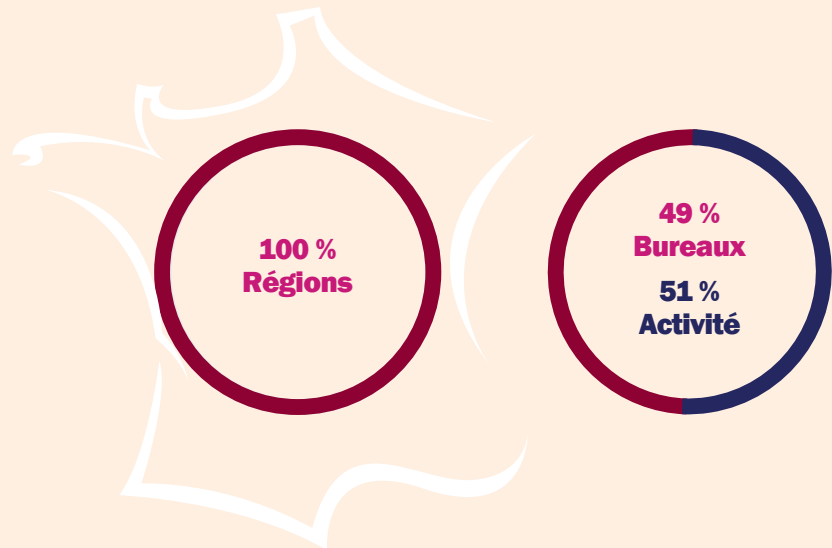 100 %
Régions
49 %
Bureaux
51 %
Activité